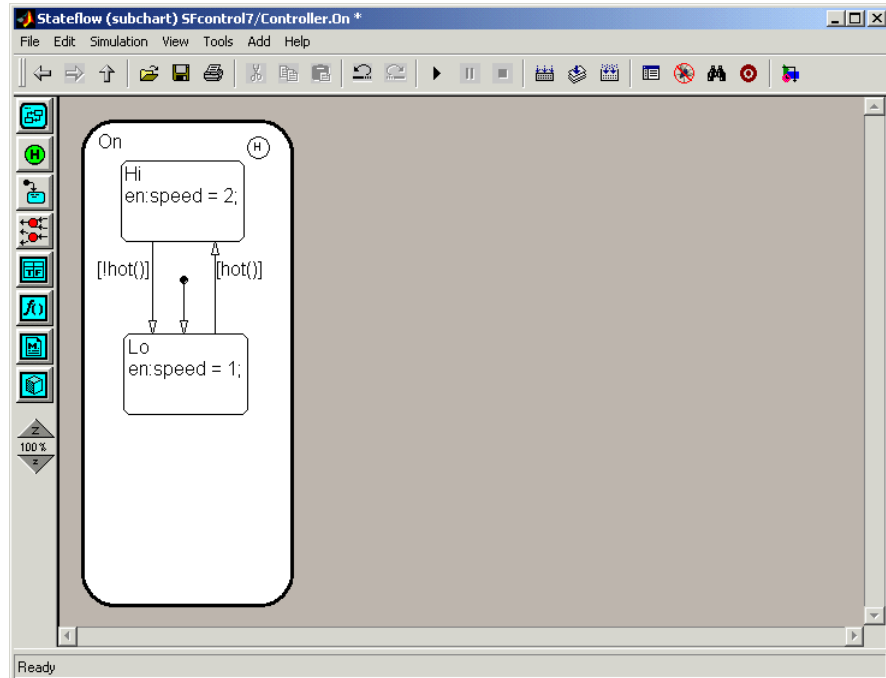 Stateflow (subchart) SFcontrol7/Controller.On *
File Edit Simulation View Tools Add Help
On
H
Hi
en:speed = 2;
[!hot()]
[hot()]
Lo
en:speed = 1;
H
TF
f()
M
Z
100%
z
Ready